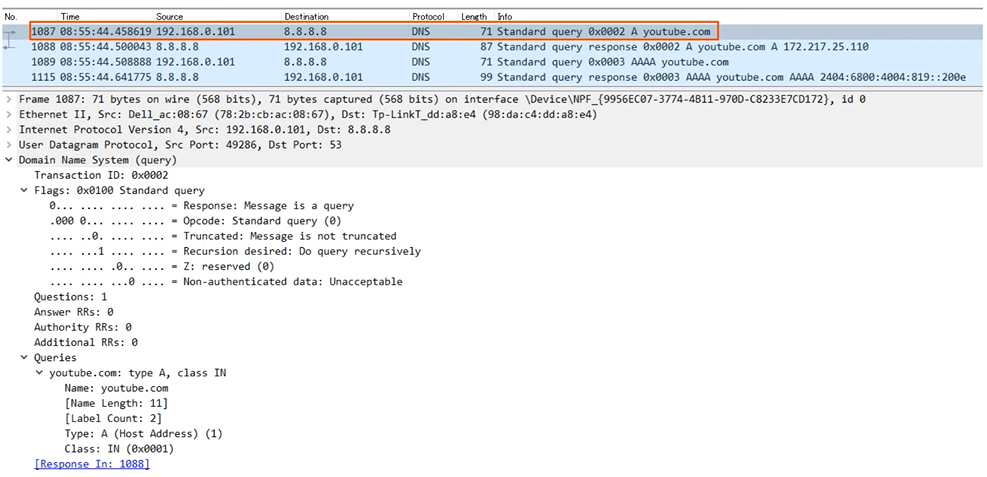 No. Time Source Destination Protocol Length Info
1087 08:55:44.458619 192.168.0.101 8.8.8.8 DNS 71 Standard query 0x0002 A youtube.com
1088 08:55:44.500043 8.8.8.8 192.168.0.101 DNS 87 Standard query response 0x0002 A youtube.com A 172.217.25.110
1089 08:55:44.508888 192.168.0.101 8.8.8.8 DNS 71 Standard query 0x0003 AAAA youtube.com
1115 08:55:44.641775 8.8.8.8 192.168.0.101 DNS 99 Standard query response 0x0003 AAAA youtube.com AAAA 2404:6800:4004:819::200e
Frame 1087: 71 bytes on wire (568 bits), 71 bytes captured (568 bits) on interface \Device\NPF_{9956EC07-3774-4B11-970D-C8233E7CD172}, id 0
Ethernet II, Src: Dell_ac:08:67 (78:2b:cb:ac:08:67), Dst: Tp-LinkT_dd:a8:e4 (98:da:c4:dd:a8:e4)
Internet Protocol Version 4, Src: 192.168.0.101, Dst: 8.8.8.8
User Datagram Protocol, Src Port: 49286, Dst Port: 53
Domain Name System (query)
Transaction ID: 0x0002
Flags: 0x0100 Standard query
0... .... .... .... = Response: Message is a query
.000 0... .... .... = Opcode: Standard query (0)
.... ..0. .... .... = Truncated: Message is not truncated
.... ...1 .... .... = Recursion desired: Do query recursively
.... .... .0.. .... = Z: reserved (0)
.... .... ...0 .... = Non-authenticated data: Unacceptable
Questions: 1
Answer RRs: 0
Authority RRs: 0
Additional RRs: 0
Queries
youtube.com: type A, class IN
Name: youtube.com
[Name Length: 11]
[Label Count: 2]
Type: A (Host Address) (1)
Class: IN (0x0001)
[Response In: 1088]